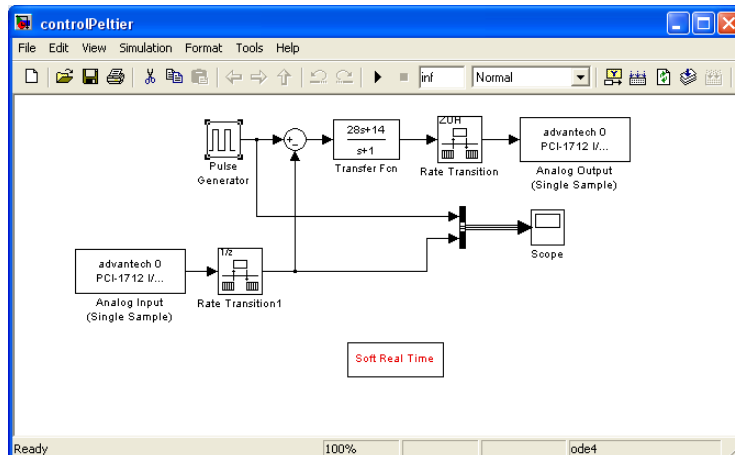 controlPeltier
File Edit View Simulation Format Tools Help
inf Normal
Pulse
Generator
+
-
28s+14
s+1
Transfer Fcn
ZOH
Rate Transition
advantech 0
PCI-1712 I/...
Analog Output
(Single Sample)
Scope
advantech 0
PCI-1712 I/...
Analog Input
(Single Sample)
1/z
Rate Transition1
Soft Real Time
Ready 100% ode4